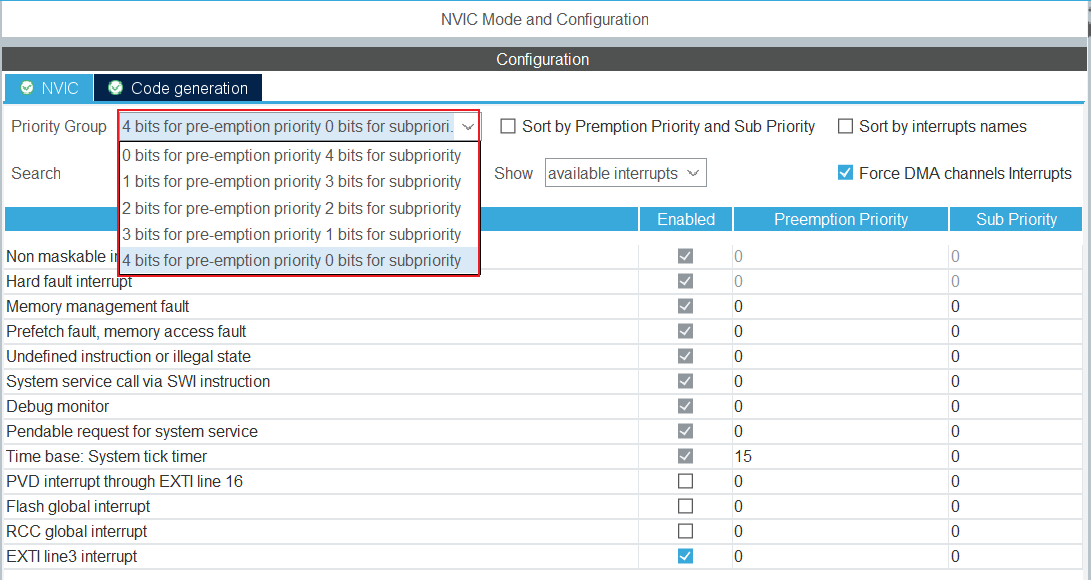 NVIC Mode and Configuration
Configuration
NVIC Code generation
Priority Group 4 bits for pre-emption priority 0 bits for subpriori. Sort by Premption Priority and Sub Priority Sort by interrupts names
0 bits for pre-emption priority 4 bits for subpriority
Search Show available interrupts Force DMA channels Interrupts
1 bits for pre-emption priority 3 bits for subpriority
2 bits for pre-emption priority 2 bits for subpriority
Enabled Preemption Priority Sub Priority
3 bits for pre-emption priority 1 bits for subpriority
4 bits for pre-emption priority 0 bits for subpriority
Non maskable 0 0
Hard fault interrupt 0 0
Memory management fault 0 0
Prefetch fault, memory access fault 0 0
Undefined instruction or illegal state 0 0
System service call via SWI instruction 0 0
Debug monitor 0 0
Pendable request for system service 0 0
Time base: System tick timer 15 0
PVD interrupt through EXTI line 16 0 0
Flash global interrupt 0 0
RCC global interrupt 0 0
EXTI line3 interrupt 0 0